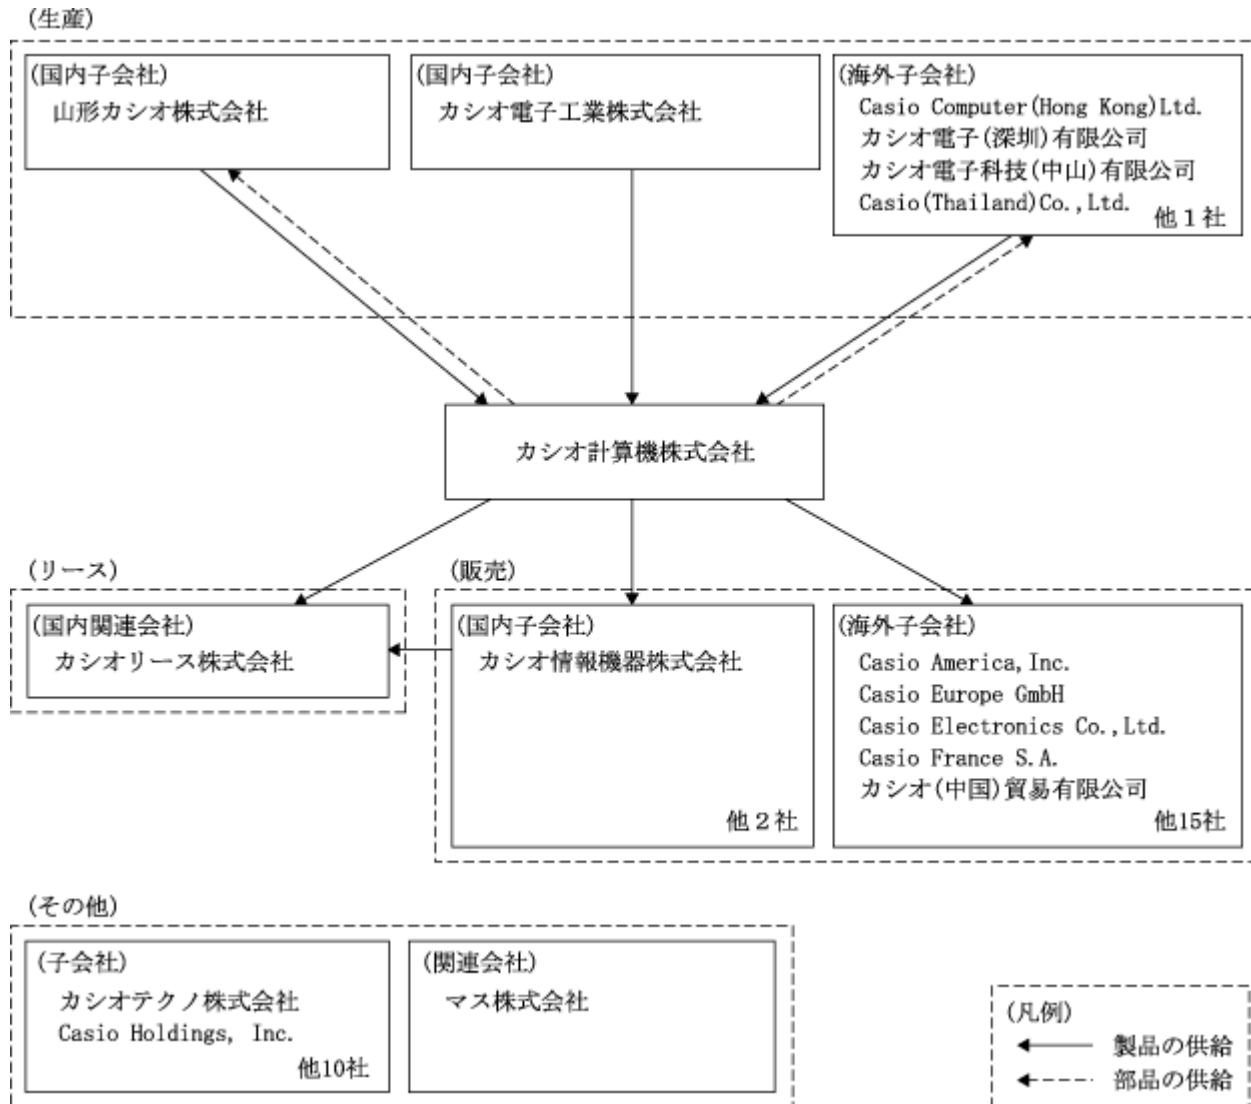 (生産)
(国内子会社)
山形カシオ株式会社
(国内子会社)
カシオ電子工業株式会社
(海外子会社)
Casio Computer(Hong Kong)Ltd.
カシオ電子(深圳)有限公司
カシオ電子科技(中山)有限公司
Casio(Thailand)Co.,Ltd.
他１社
カシオ計算機株式会社
(リース)
(国内関連会社)
カシオリース株式会社
(販売)
(国内子会社)
カシオ情報機器株式会社
他２社
(海外子会社)
Casio America,Inc.
Casio Europe GmbH
Casio Electronics Co.,Ltd.
Casio France S.A.
カシオ(中国)貿易有限公司
他15社
(その他)
(子会社)
カシオテクノ株式会社
Casio Holdings, Inc.
他10社
(関連会社)
マス株式会社
(凡例)
製品の供給
部品の供給